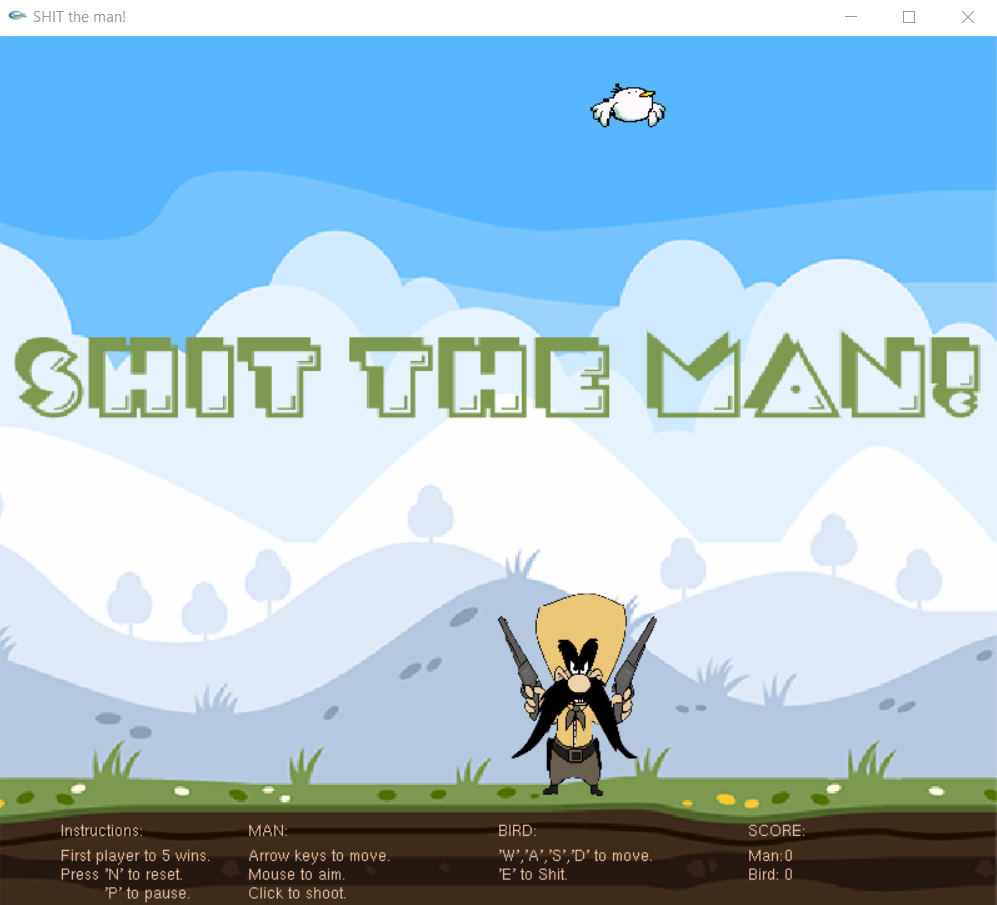 SHIT the man!
SHIT THE MAN!
Instructions:
First player to 5 wins.
Press 'N' to reset.
'P' to pause.
MAN:
Arrow keys to move.
Mouse to aim.
Click to shoot.
BIRD:
'W','A','S','D' to move.
'E' to Shit.
SCORE:
Man:0
Bird: 0